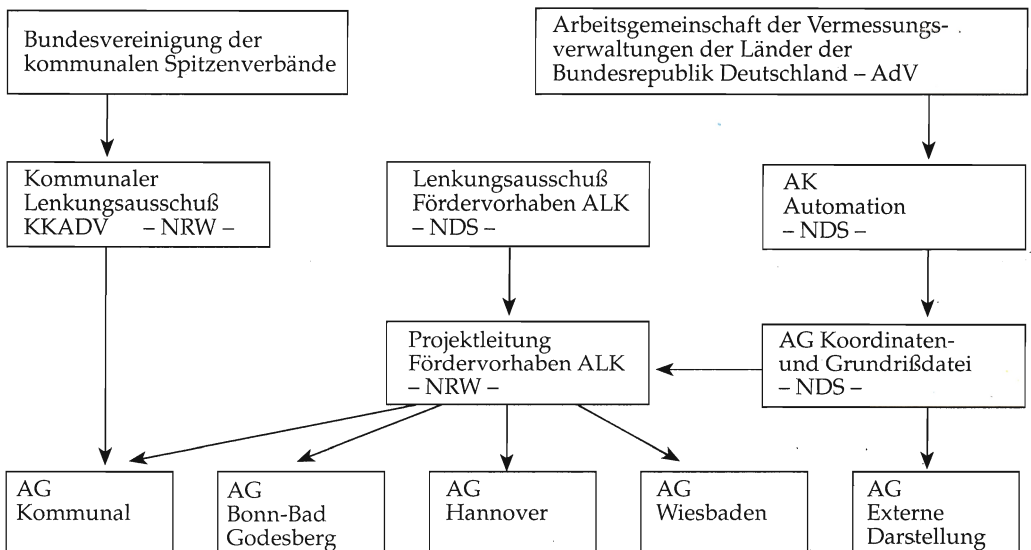 Bundesvereinigung der
kommunalen Spitzenverbände
Arbeitsgemeinschaft der Vermessungs-
verwaltungen der Länder der
Bundesrepublik Deutschland – AdV
Kommunaler
Lenkungsausschuß
KKADV – NRW –
Lenkungsausschuß
Fördervorhaben ALK
– NDS –
AK
Automation
– NDS –
Projektleitung
Fördervorhaben ALK
– NRW –
AG Koordinaten-
und Grundrißdatei
– NDS –
AG
Kommunal
AG
Bonn-Bad
Godesberg
AG
Hannover
AG
Wiesbaden
AG
Externe
Darstellung